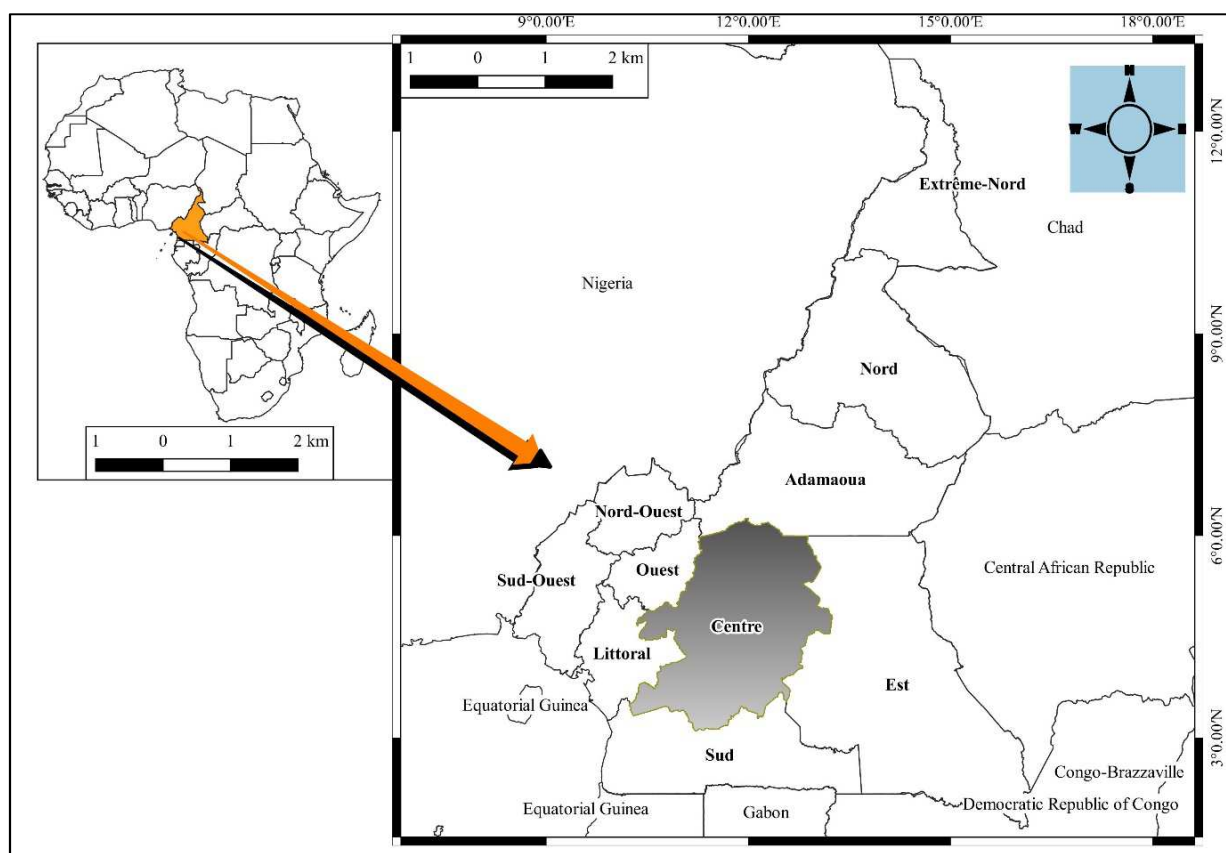 9°0.00'E 12°0.00'E 15°0.00'E 18°0.00'E
1 0 1 2 km
N
W E
S
12°0.00'N
Extrême-Nord
Chad
Nigeria
9°0.00'N
Nord
1 0 1 2 km
Adamaoua
Nord-Ouest
6°0.00'N
Ouest
Central African Republic
Sud-Ouest
Centre
Littoral
Est
Equatorial Guinea
3°0.00'N
Sud
Congo-Brazzaville
Equatorial Guinea
Gabon
Democratic Republic of Congo